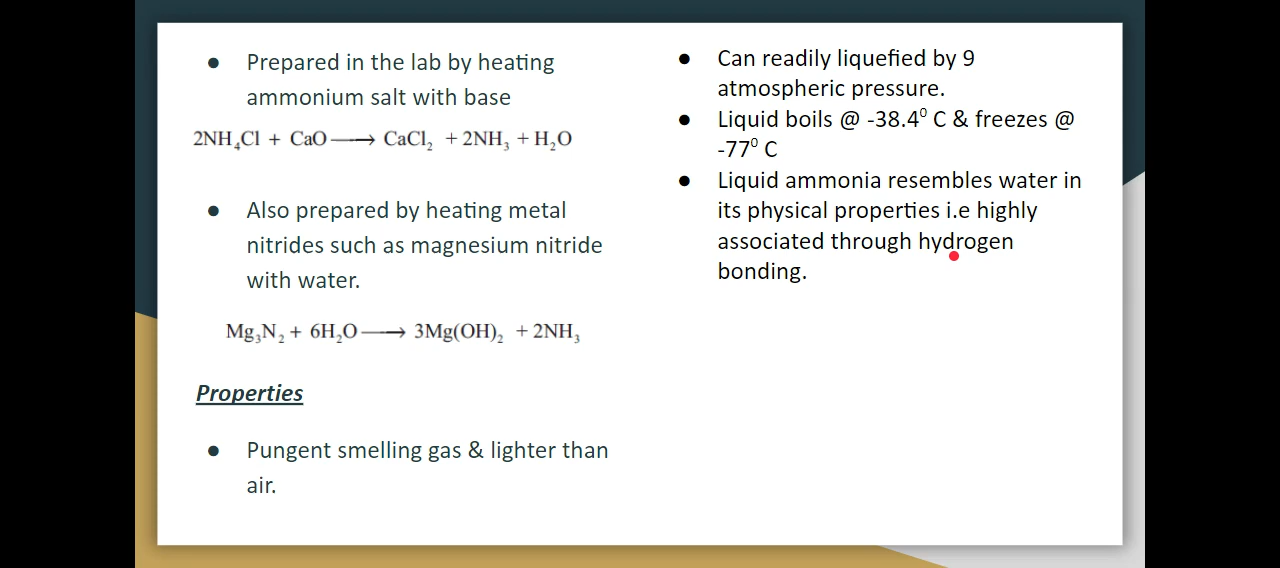 ● Prepared in the lab by heating
ammonium salt with base
2NH₄Cl + CaO ⟶ CaCl₂ + 2NH₃ + H₂O
● Also prepared by heating metal
nitrides such as magnesium nitride
with water.
Mg₃N₂ + 6H₂O ⟶ 3Mg(OH)₂ + 2NH₃
Properties
● Pungent smelling gas & lighter than
air.
● Can readily liquefied by 9
atmospheric pressure.
● Liquid boils @ -38.4⁰ C & freezes @
-77⁰ C
● Liquid ammonia resembles water in
its physical properties i.e highly
associated through hydrogen
bonding.